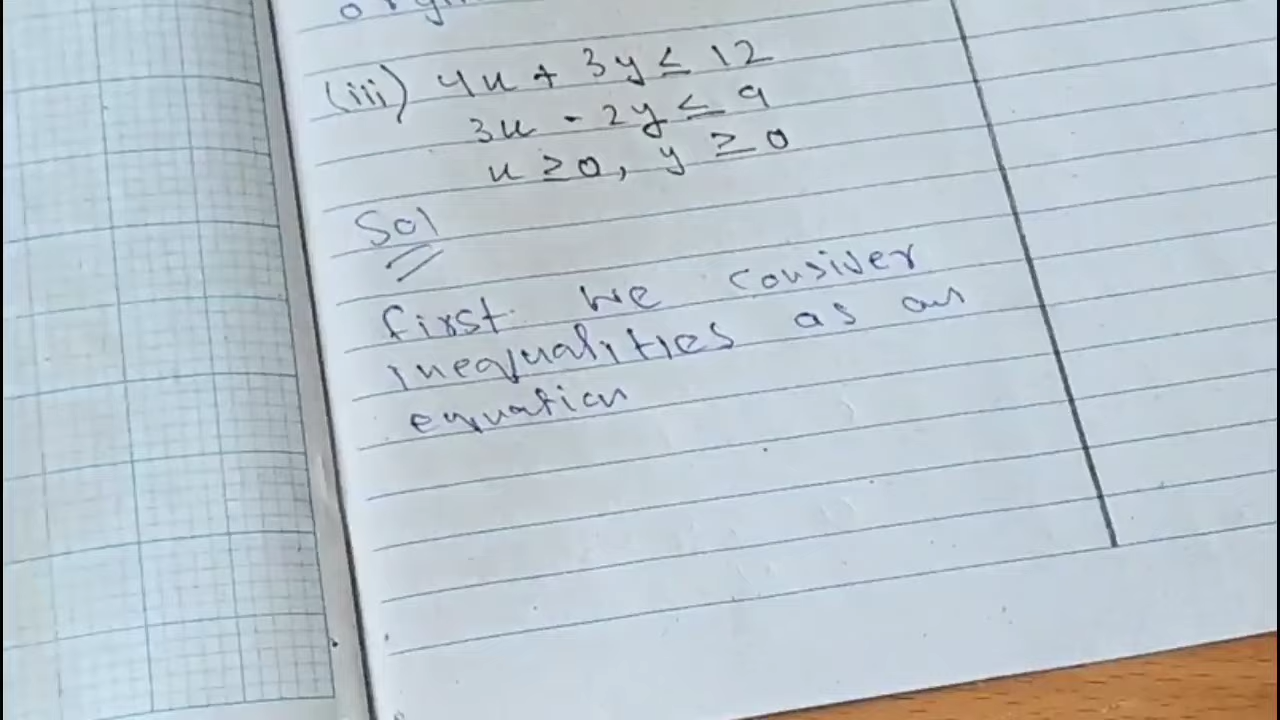 (iii) 4x + 3y ≤ 12
3x - 2y ≤ 9
x ≥ 0, y ≥ 0
Sol
first we consider
inequalities as an
equation